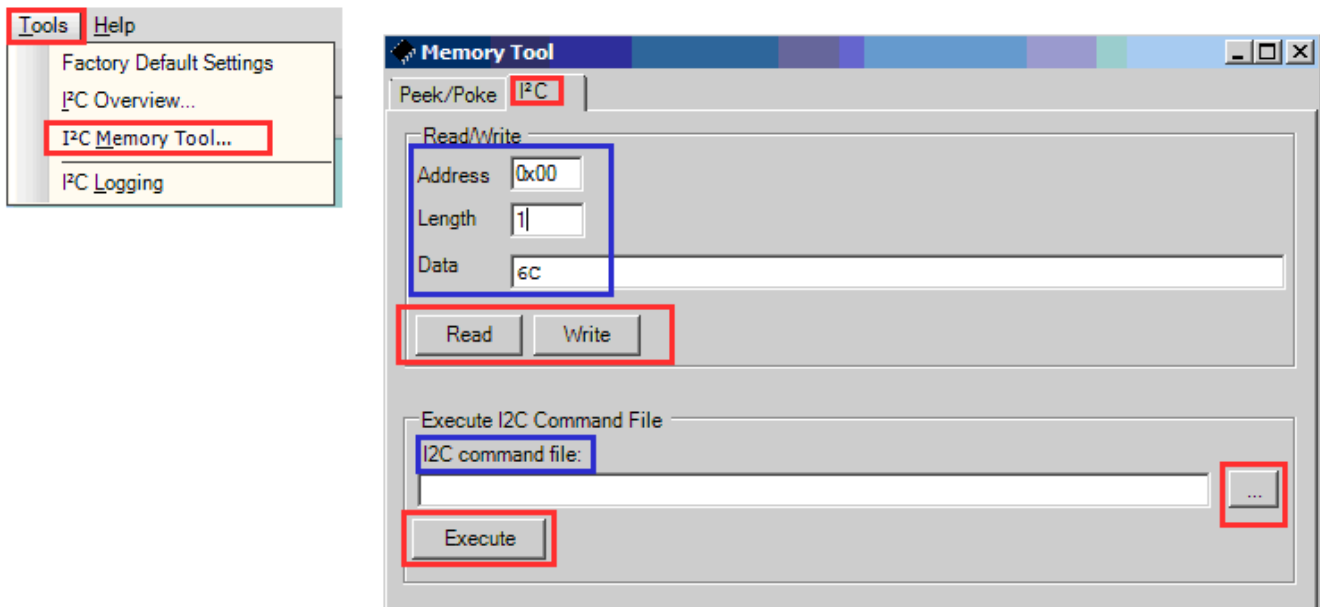 Tools Help
Factory Default Settings
I²C Overview...
I²C Memory Tool...
I²C Logging
Memory Tool
Peek/Poke I²C
Read/Write
Address 0x00
Length 1
Data 6C
Read Write
Execute I2C Command File
I2C command file:
...
Execute